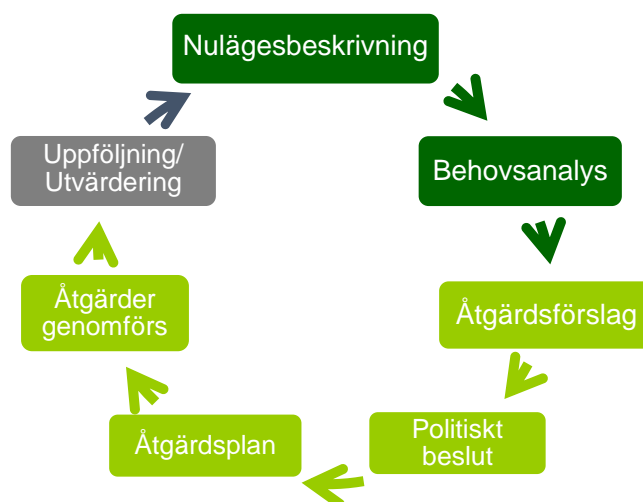 Nulägesbeskrivning
Behovsanalys
Åtgärdsförslag
Politiskt
beslut
Åtgärdsplan
Åtgärder
genomförs
Uppföljning/
Utvärdering